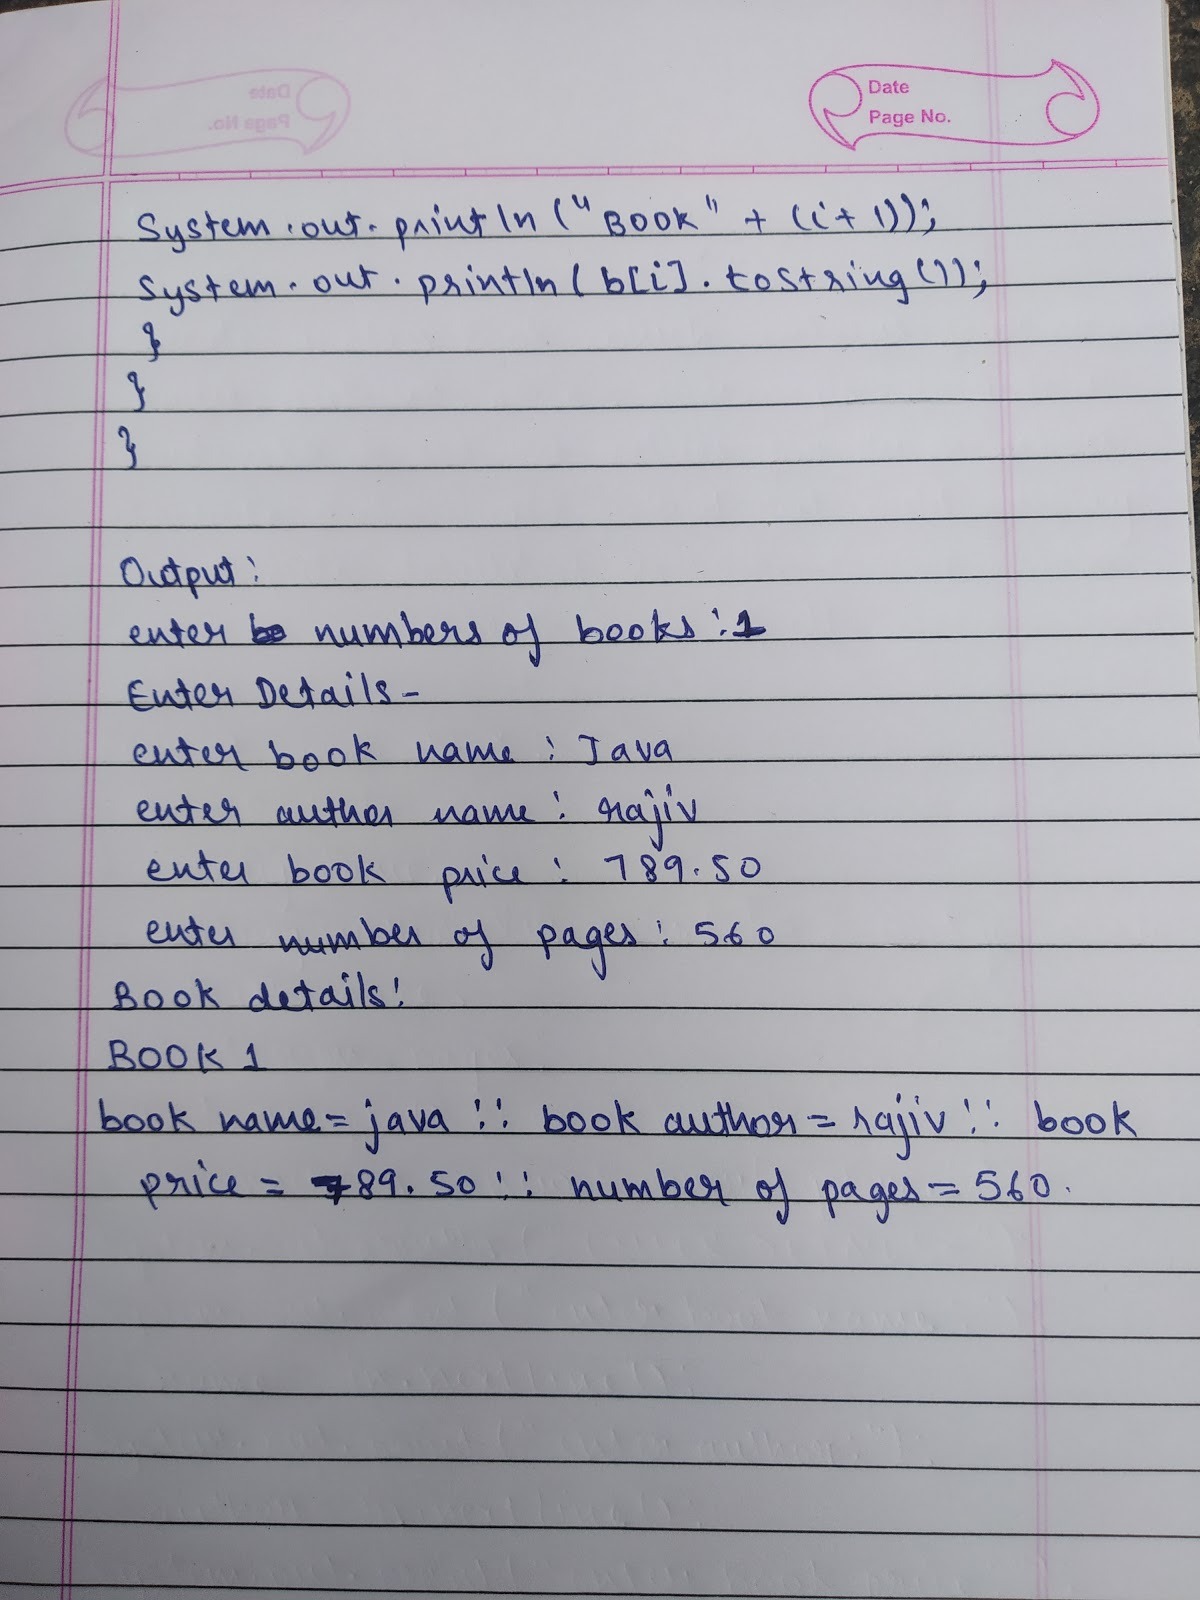 Date
Page No.
System.out.println("BOOK" + (i+1));
System.out.println(b[i].toString());
}
}
}
Output:
enter numbers of books:1
Enter Details-
enter book name: Java
enter author name: rajiv
enter book price: 789.50
enter number of pages: 560
Book details:
BOOK 1
book name=java :: book author=rajiv :: book
price = 789.50 :: number of pages=560.